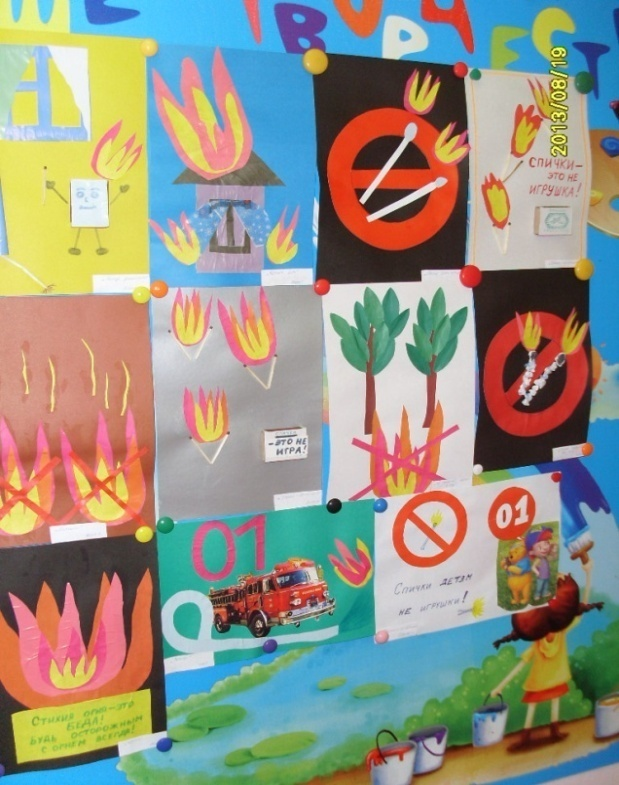 ТВОРЧЕСТ
2013/08/19
СПИЧКИ—
ЭТО НЕ
ИГРУШКА!
-ЭТО НЕ
ИГРА!
01
01
Спички детям
не игрушки!
Стихия огня-это
беда!
Будь осторожным
с огнем всегда!